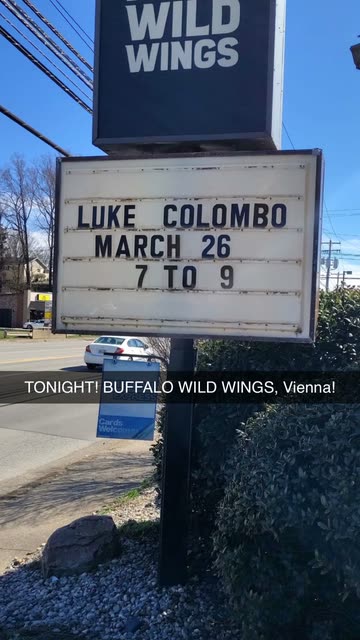 WILD
WINGS
LUKE COLOMBO
MARCH 26
7 TO 9
TONIGHT! BUFFALO WILD WINGS, Vienna!
Cards
Welcome